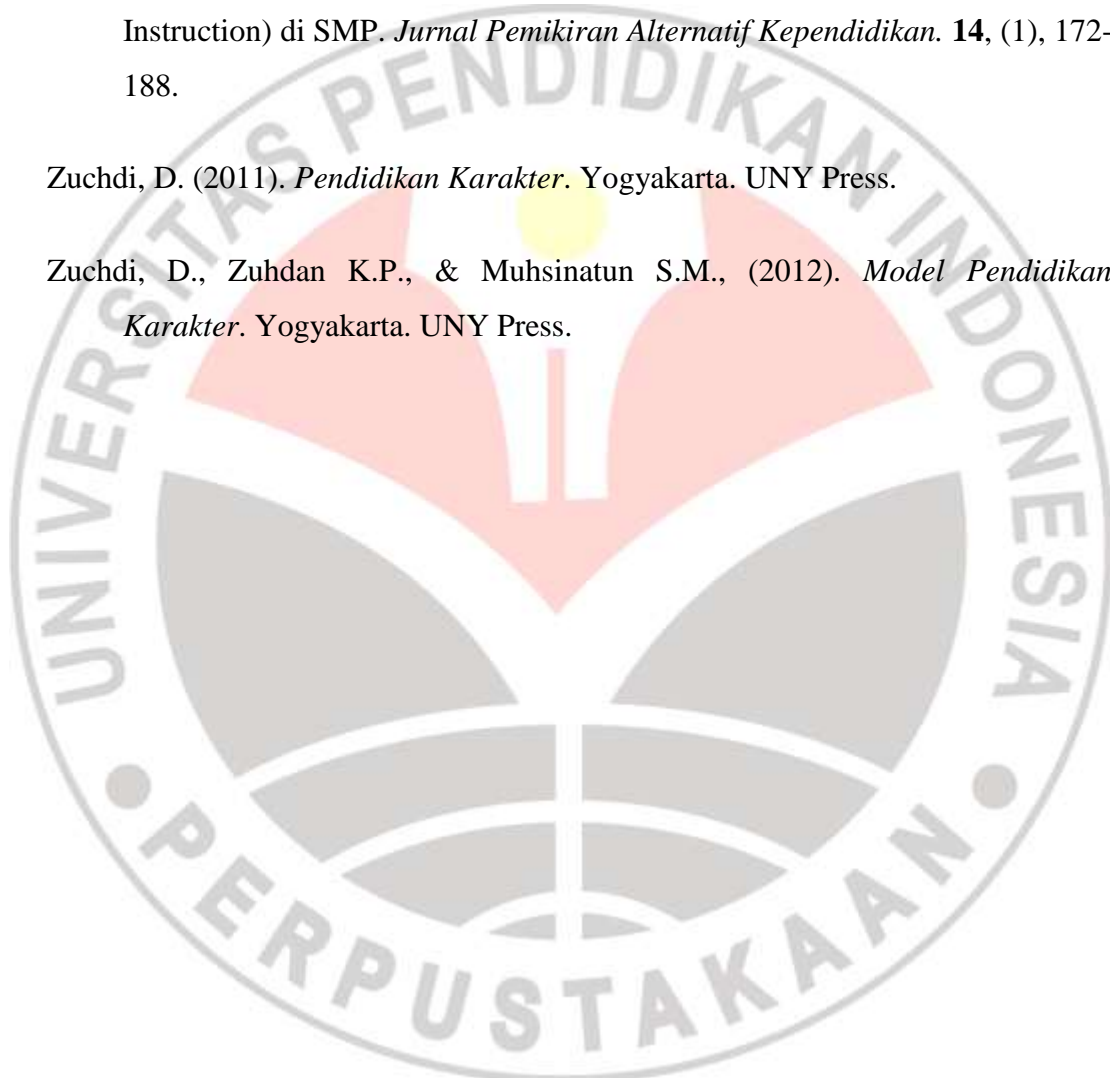 Instruction) di SMP. Jurnal Pemikiran Alternatif Kependidikan. 14, (1), 172-
188.
Zuchdi, D. (2011). Pendidikan Karakter. Yogyakarta. UNY Press.
Zuchdi, D., Zuhdan K.P., & Muhsinatun S.M., (2012). Model Pendidikan
Karakter. Yogyakarta. UNY Press.
UNIVERSITAS PENDIDIKAN INDONESIA
PERPUSTAKAAN